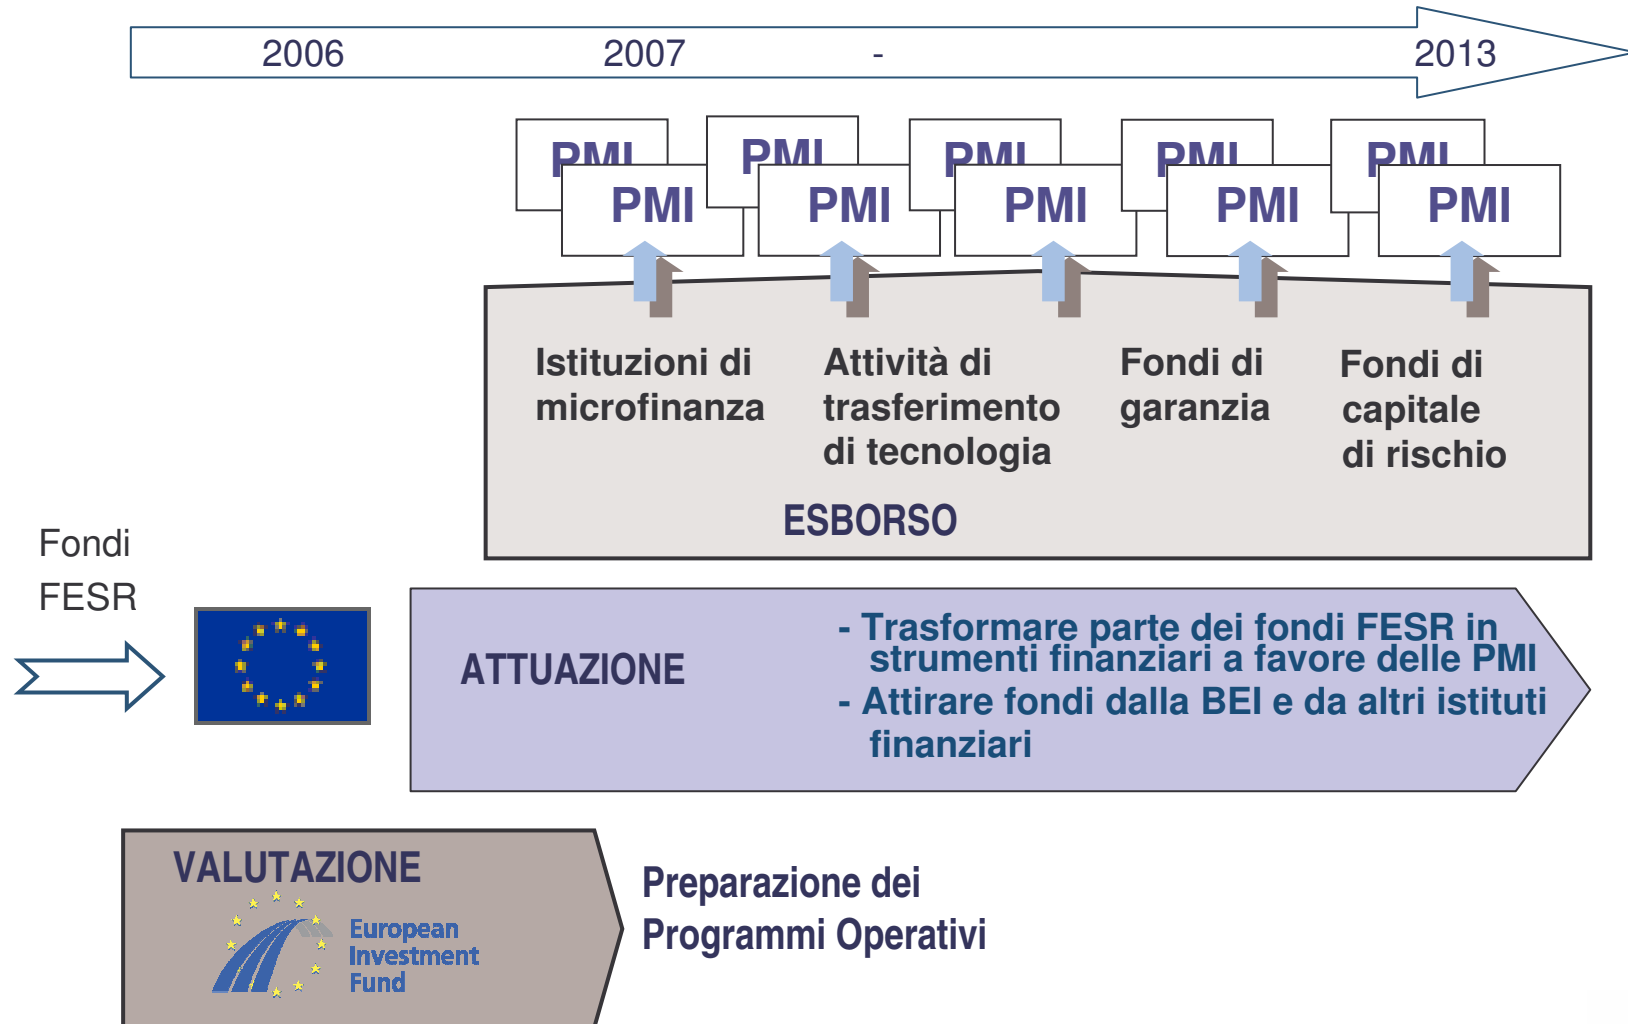 2006 2007 - 2013
PMI PMI PMI PMI PMI
PMI PMI PMI PMI PMI
Istituzioni di
microfinanza
Attività di
trasferimento
di tecnologia
Fondi di
garanzia
Fondi di
capitale
di rischio
ESBORSO
Fondi
FESR
ATTUAZIONE
- Trasformare parte dei fondi FESR in
strumenti finanziari a favore delle PMI
- Attirare fondi dalla BEI e da altri istituti
finanziari
VALUTAZIONE
European
Investment
Fund
Preparazione dei
Programmi Operativi